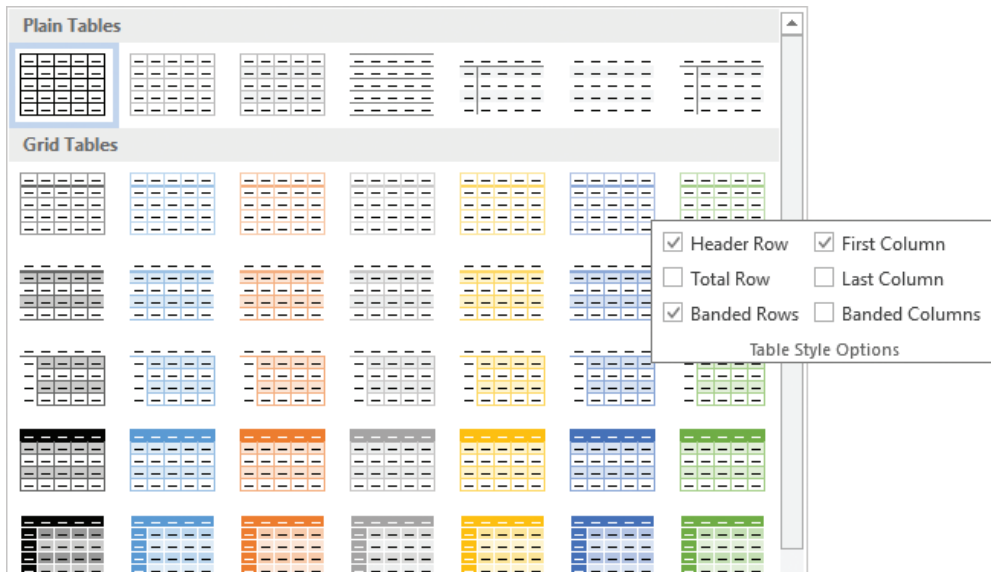 Plain Tables
Grid Tables
Header Row First Column
Total Row Last Column
Banded Rows Banded Columns
Table Style Options